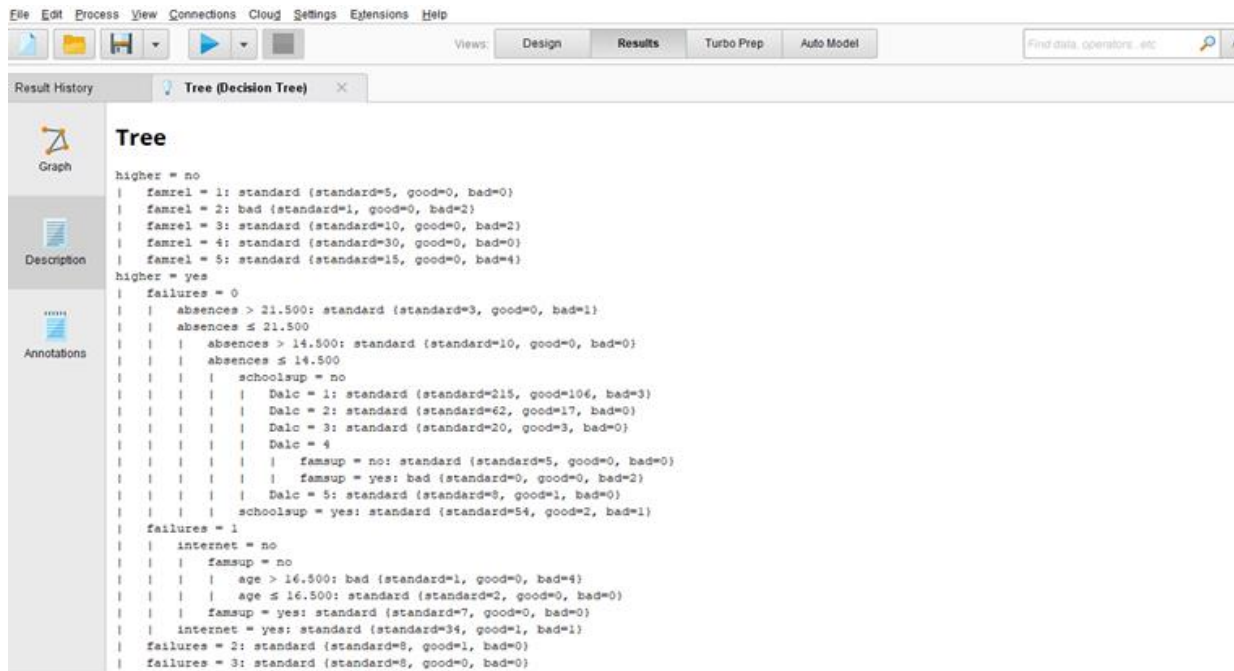 File Edit Process View Connections Cloud Settings Extensions Help
Views: Design Results Turbo Prep Auto Model Find data, operators...etc
Result History Tree (Decision Tree)
Graph
Description
Annotations
Tree
higher = no
|   famrel = 1: standard {standard=5, good=0, bad=0}
|   famrel = 2: bad {standard=1, good=0, bad=2}
|   famrel = 3: standard {standard=10, good=0, bad=2}
|   famrel = 4: standard {standard=30, good=0, bad=0}
|   famrel = 5: standard {standard=15, good=0, bad=4}
higher = yes
|   failures = 0
|   |   absences > 21.500: standard {standard=3, good=0, bad=1}
|   |   absences ≤ 21.500
|   |   |   absences > 14.500: standard {standard=10, good=0, bad=0}
|   |   |   absences ≤ 14.500
|   |   |   |   schoolsup = no
|   |   |   |   |   Dalc = 1: standard {standard=215, good=106, bad=3}
|   |   |   |   |   Dalc = 2: standard {standard=62, good=17, bad=0}
|   |   |   |   |   Dalc = 3: standard {standard=20, good=3, bad=0}
|   |   |   |   |   Dalc = 4
|   |   |   |   |   |   famsup = no: standard {standard=5, good=0, bad=0}
|   |   |   |   |   |   famsup = yes: bad {standard=0, good=0, bad=2}
|   |   |   |   |   Dalc = 5: standard {standard=8, good=1, bad=0}
|   |   |   |   schoolsup = yes: standard {standard=54, good=2, bad=1}
|   failures = 1
|   |   internet = no
|   |   |   famsup = no
|   |   |   |   age > 16.500: bad {standard=1, good=0, bad=4}
|   |   |   |   age ≤ 16.500: standard {standard=2, good=0, bad=0}
|   |   |   famsup = yes: standard {standard=7, good=0, bad=0}
|   |   internet = yes: standard {standard=34, good=1, bad=1}
|   failures = 2: standard {standard=8, good=1, bad=0}
|   failures = 3: standard {standard=8, good=0, bad=0}